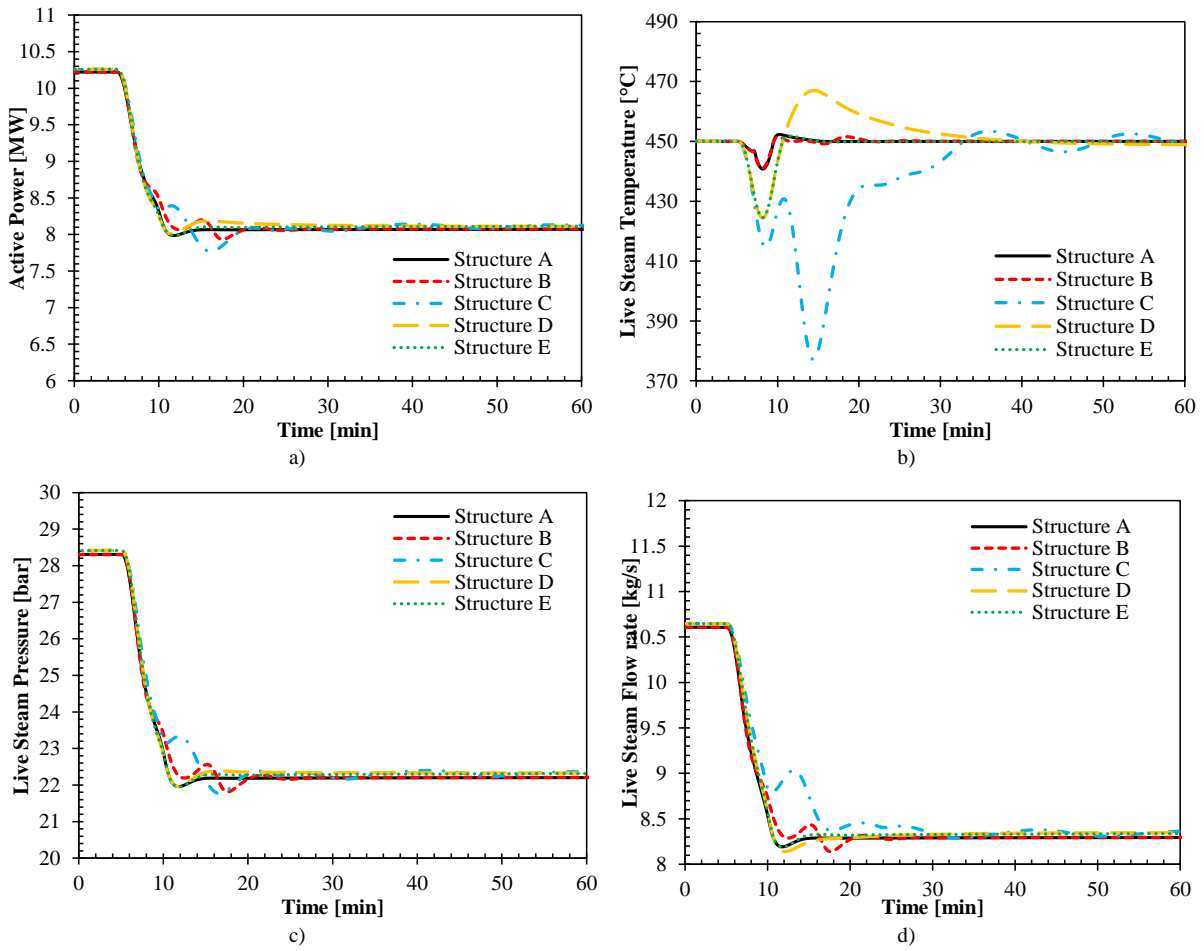 Active Power [MW]
11
10.5
10
9.5
9
8.5
8
7.5
7
6.5
6
Structure A
Structure B
Structure C
Structure D
Structure E
0 10 20 30 40 50 60
Time [min]
a)
Live Steam Temperature [°C]
490
470
450
430
410
390
370
Structure A
Structure B
Structure C
Structure D
Structure E
0 10 20 30 40 50 60
Time [min]
b)
Live Steam Pressure [bar]
30
29
28
27
26
25
24
23
22
21
20
Structure A
Structure B
Structure C
Structure D
Structure E
0 10 20 30 40 50 60
Time [min]
c)
Live Steam Flow rate [kg/s]
12
11.5
11
10.5
10
9.5
9
8.5
8
Structure A
Structure B
Structure C
Structure D
Structure E
0 10 20 30 40 50 60
Time [min]
d)